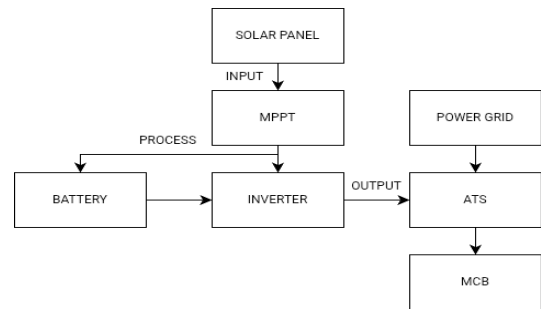 SOLAR PANEL
INPUT
MPPT
POWER GRID
PROCESS
BATTERY
INVERTER
OUTPUT
ATS
MCB